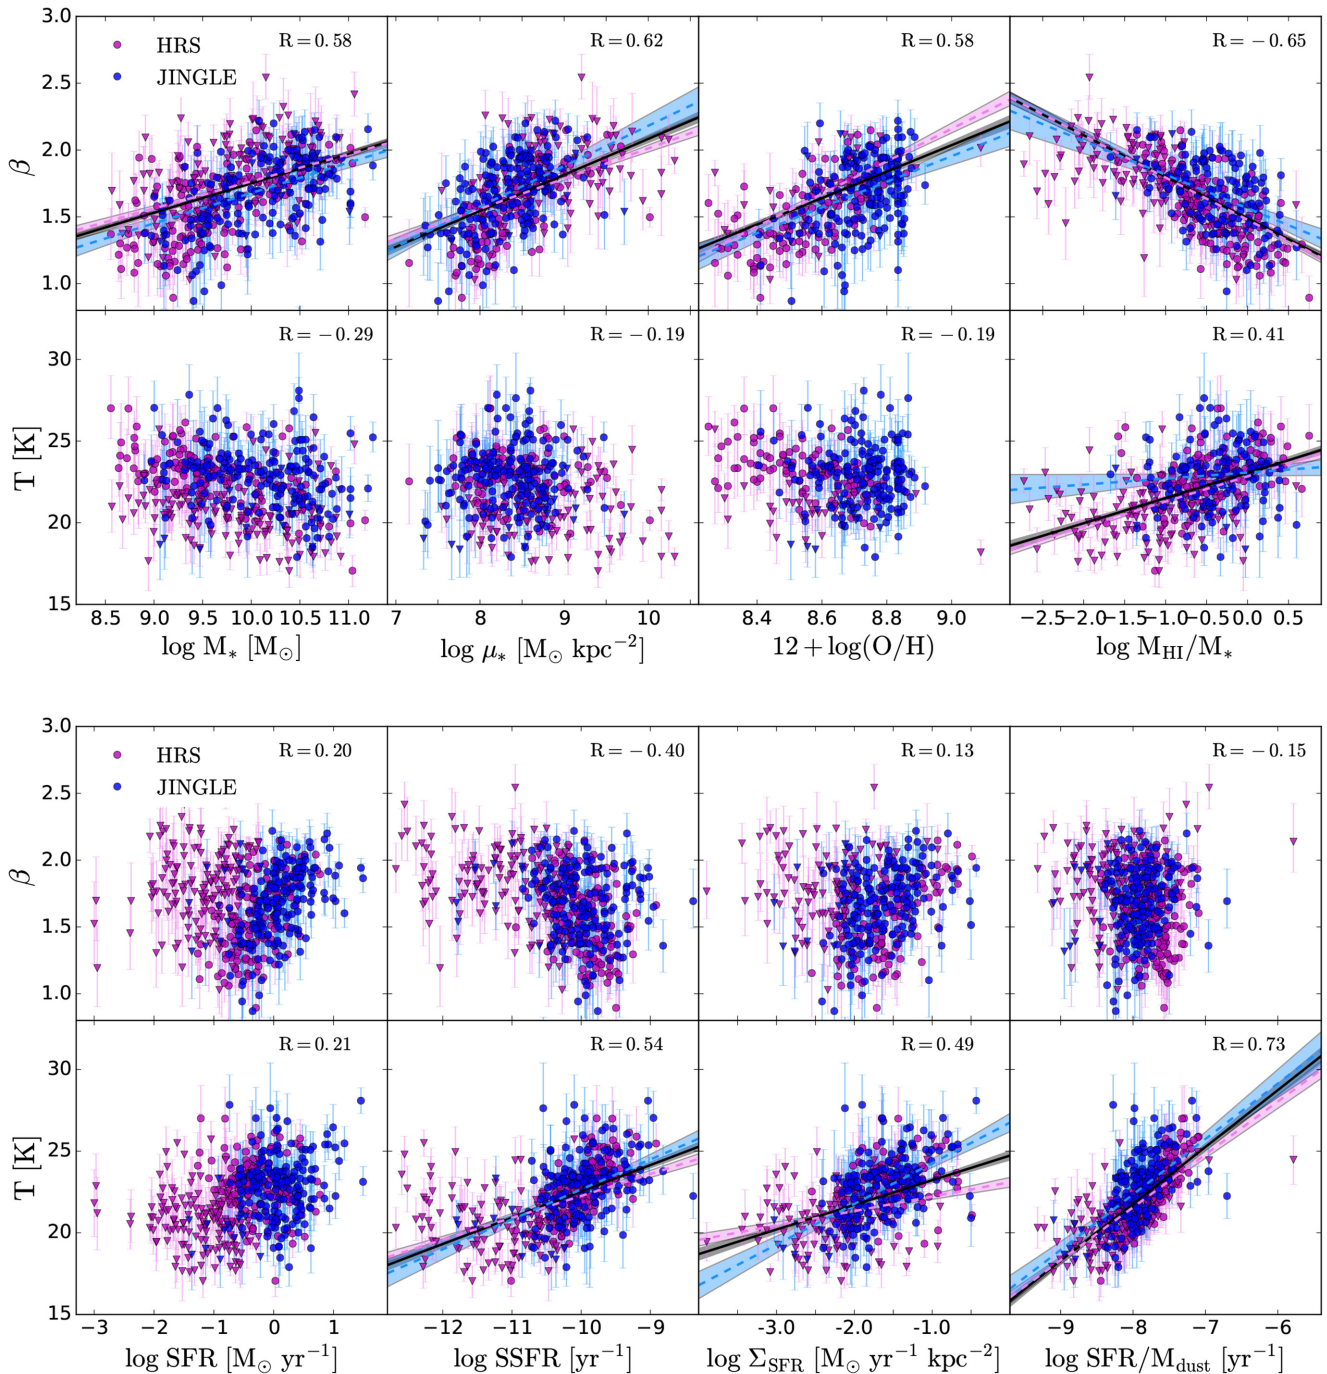 3.0
HRS
JINGLE
R = 0.58
R = 0.62
R = 0.58
R = −0.65
2.5
2.0
β
1.5
1.0
R = −0.29
R = −0.19
R = −0.19
R = 0.41
30
25
T [K]
20
15
8.5 9.0 9.5 10.0 10.5 11.0
7 8 9 10
8.4 8.6 8.8 9.0
−2.5 −2.0 −1.5 −1.0 −0.5 0.0 0.5
log M* [M⊙]
log μ* [M⊙ kpc−2]
12 + log(O/H)
log MHI/M*
3.0
HRS
JINGLE
R = 0.20
R = −0.40
R = 0.13
R = −0.15
2.5
2.0
β
1.5
1.0
R = 0.21
R = 0.54
R = 0.49
R = 0.73
30
25
T [K]
20
15
−3 −2 −1 0 1
−12 −11 −10 −9
-3.0 -2.0 -1.0
−9 −8 −7 −6
log SFR [M⊙ yr−1]
log SSFR [yr−1]
log ΣSFR [M⊙ yr−1 kpc−2]
log SFR/Mdust [yr−1]